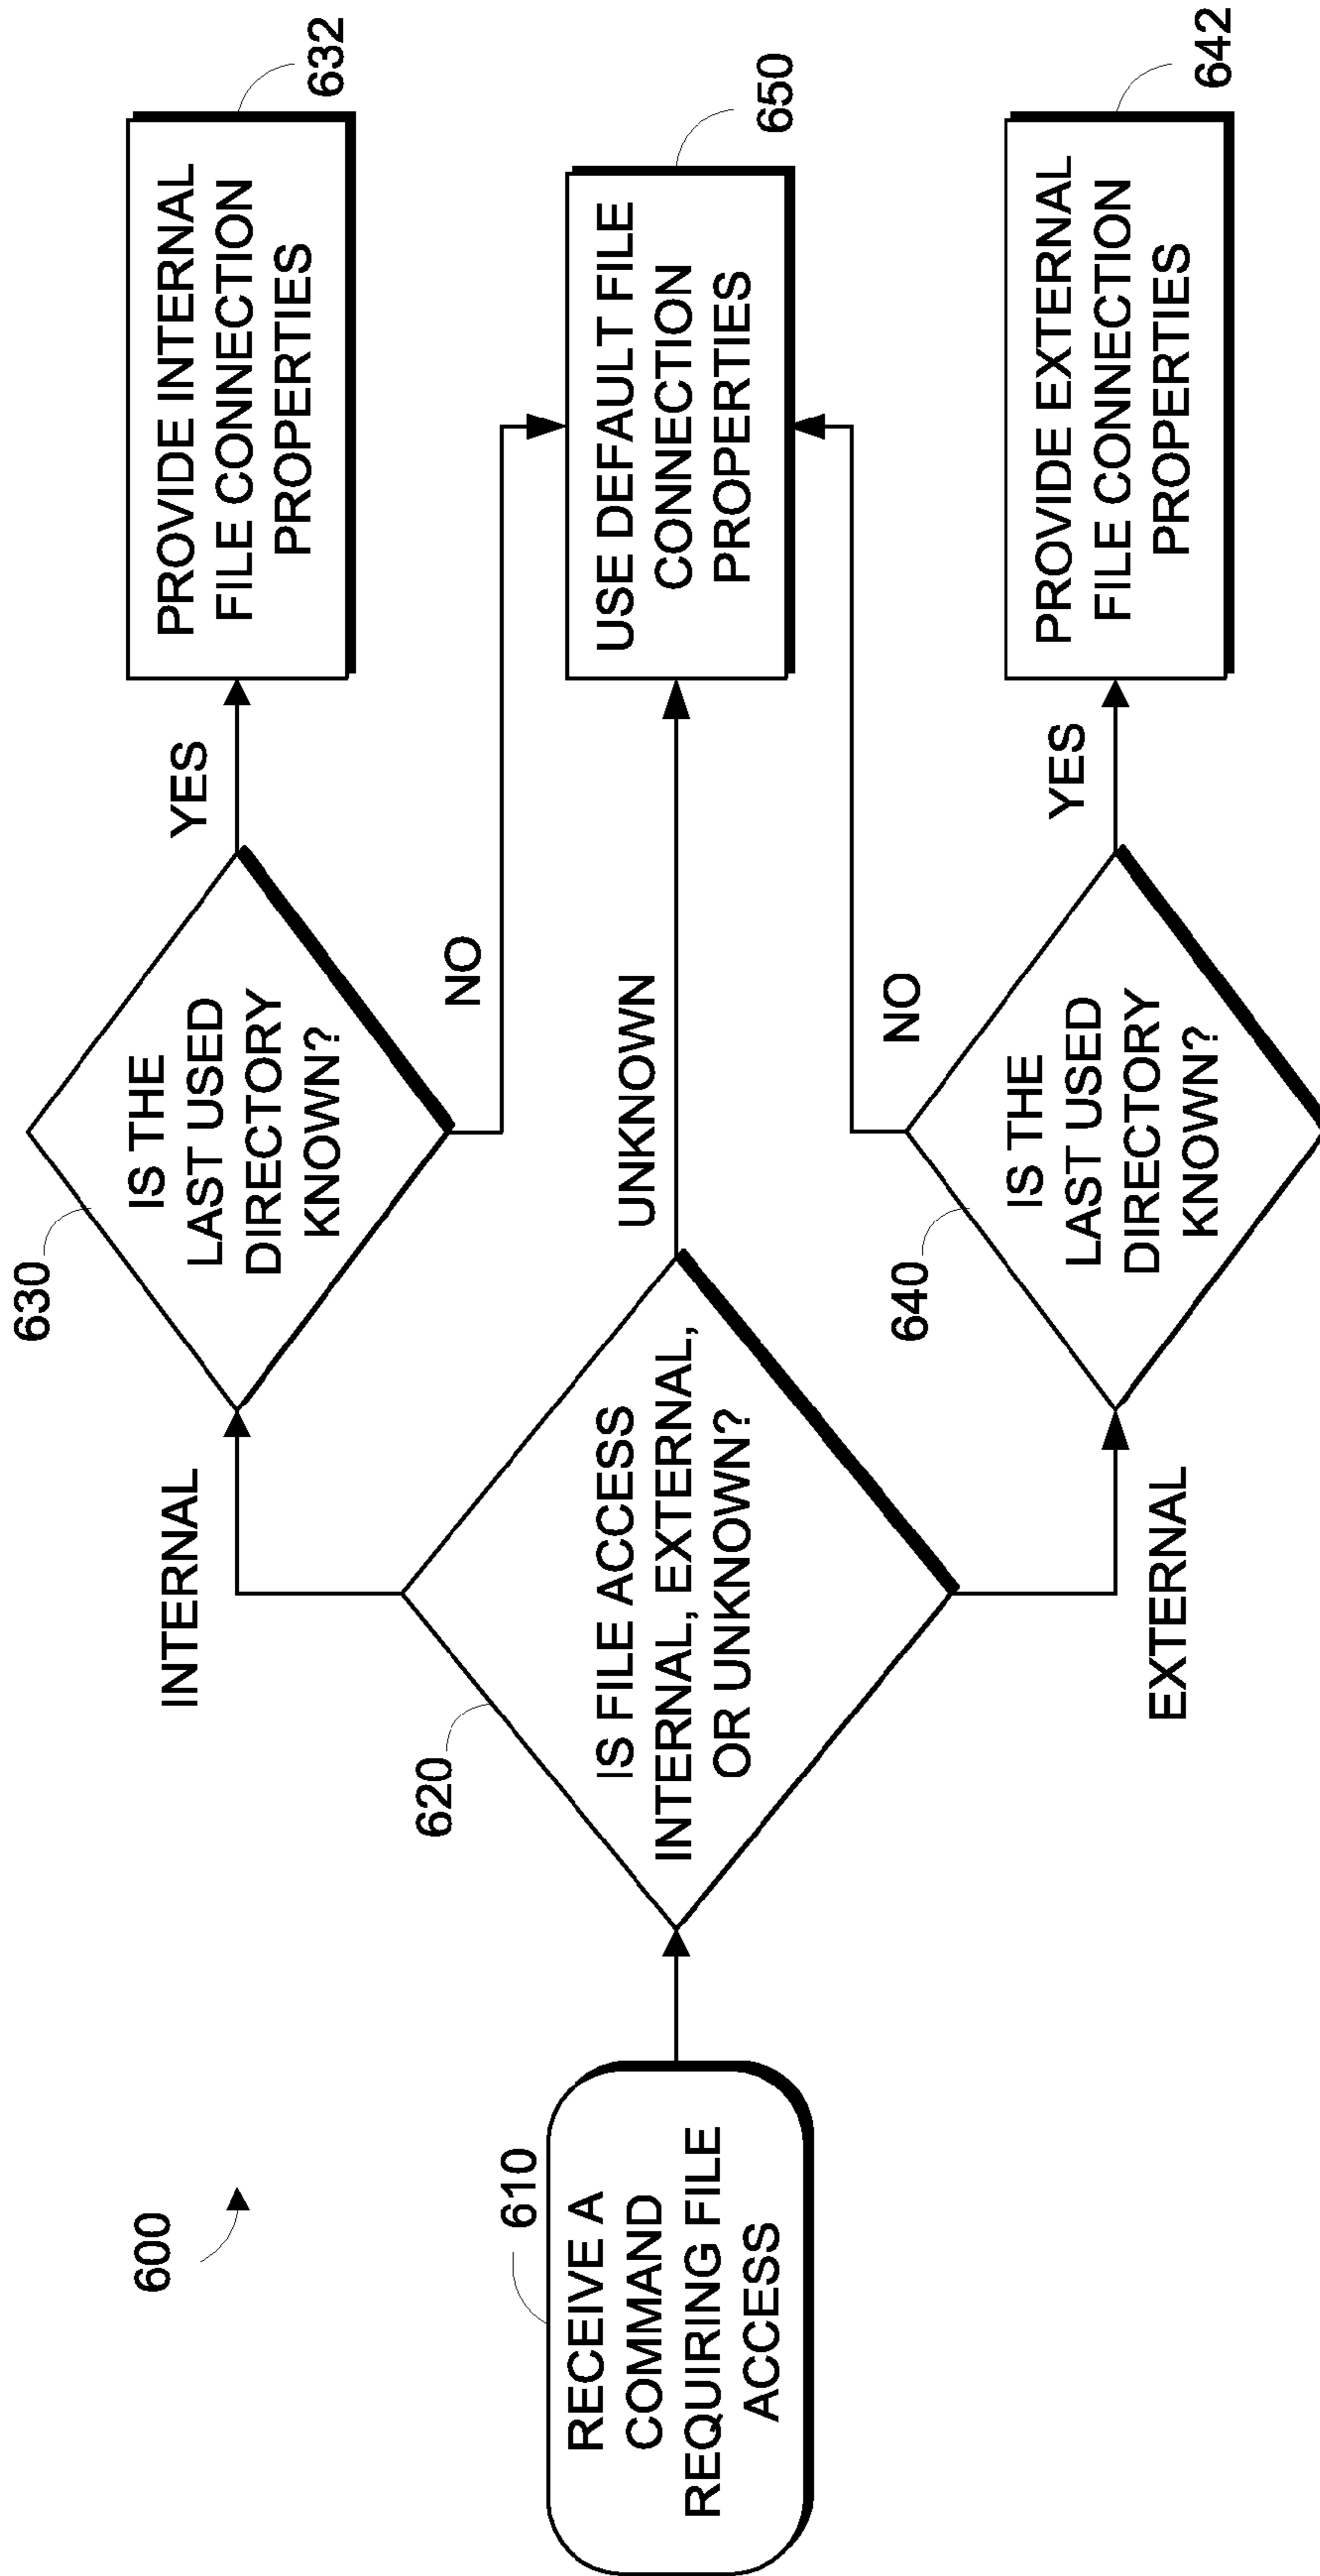 600
610
RECEIVE A
COMMAND
REQUIRING FILE
ACCESS
620
IS FILE ACCESS
INTERNAL, EXTERNAL,
OR UNKNOWN?
INTERNAL
630
IS THE
LAST USED
DIRECTORY
KNOWN?
YES
PROVIDE INTERNAL
FILE CONNECTION
PROPERTIES
632
NO
UNKNOWN
USE DEFAULT FILE
CONNECTION
PROPERTIES
650
EXTERNAL
640
IS THE
LAST USED
DIRECTORY
KNOWN?
NO
YES
PROVIDE EXTERNAL
FILE CONNECTION
PROPERTIES
642